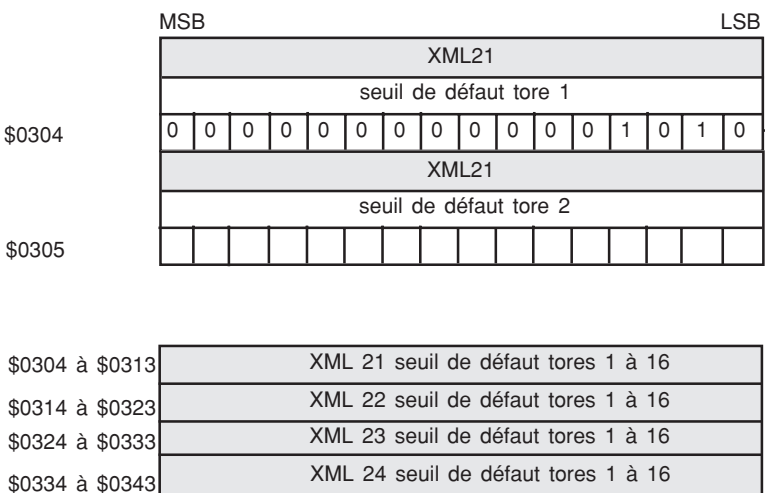 MSB LSB
XML21
seuil de défaut tore 1
$0304 0 0 0 0 0 0 0 0 0 0 0 0 1 0 1 0
XML21
seuil de défaut tore 2
$0305
$0304 à $0313 XML 21 seuil de défaut tores 1 à 16
$0314 à $0323 XML 22 seuil de défaut tores 1 à 16
$0324 à $0333 XML 23 seuil de défaut tores 1 à 16
$0334 à $0343 XML 24 seuil de défaut tores 1 à 16